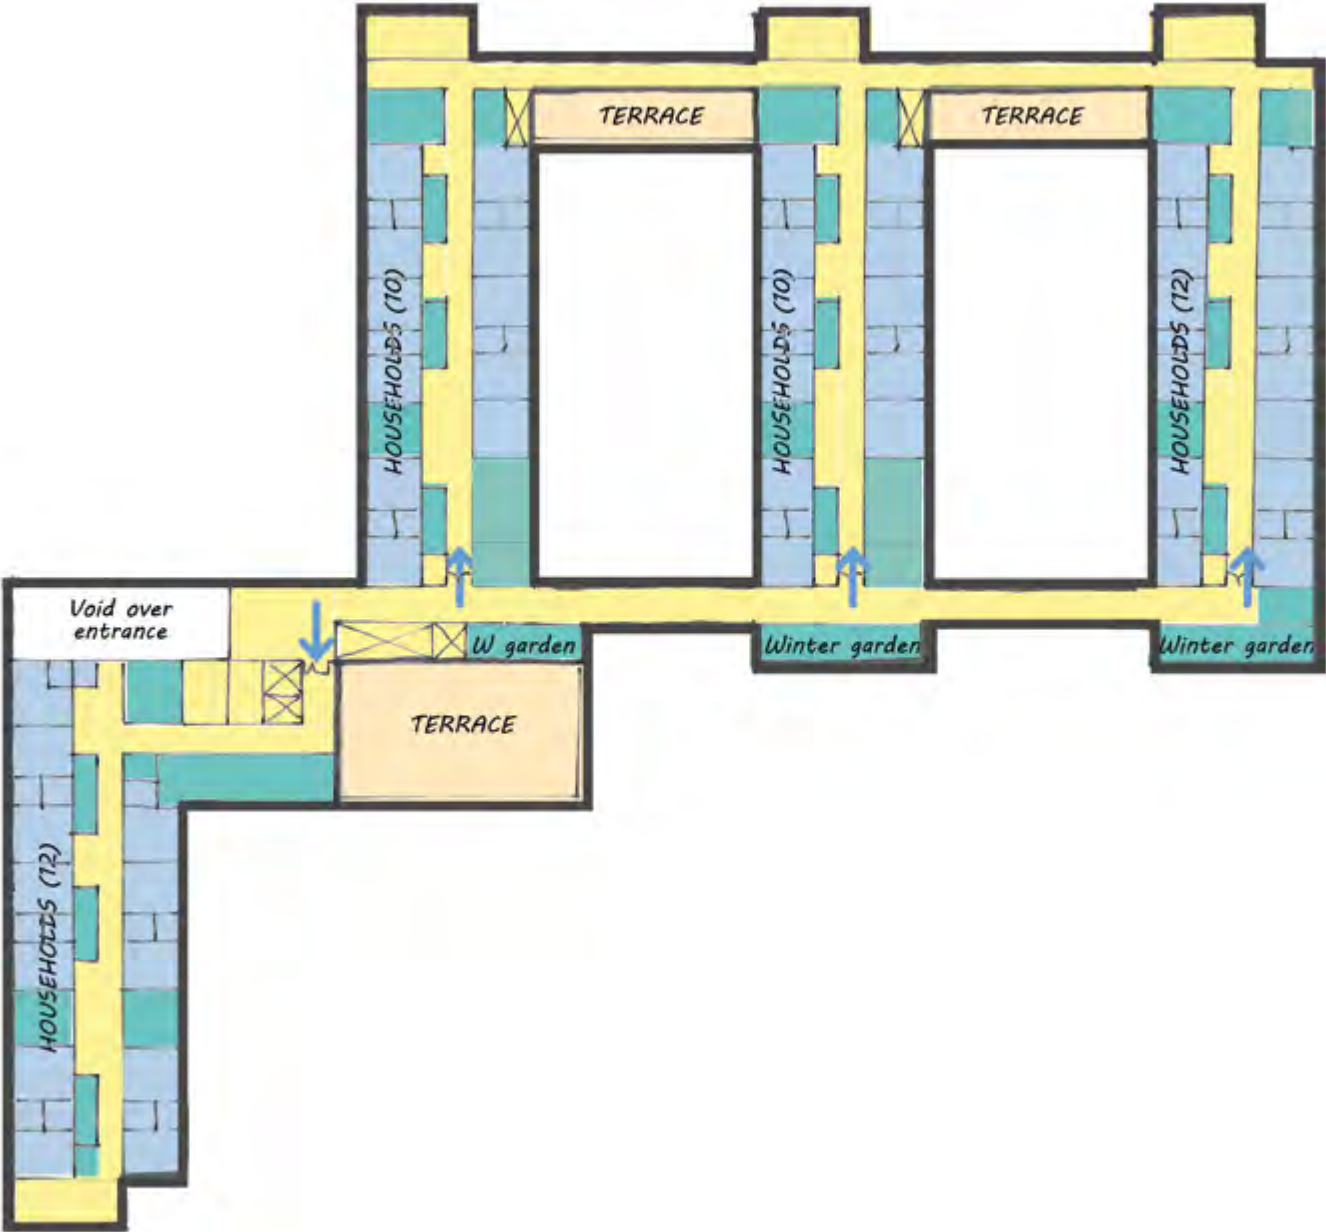 TERRACE
TERRACE
HOUSEHOLDS (10)
HOUSEHOLDS (10)
HOUSEHOLDS (12)
Void over
entrance
W garden
Winter garden
Winter garden
TERRACE
HOUSEHOLDS (12)